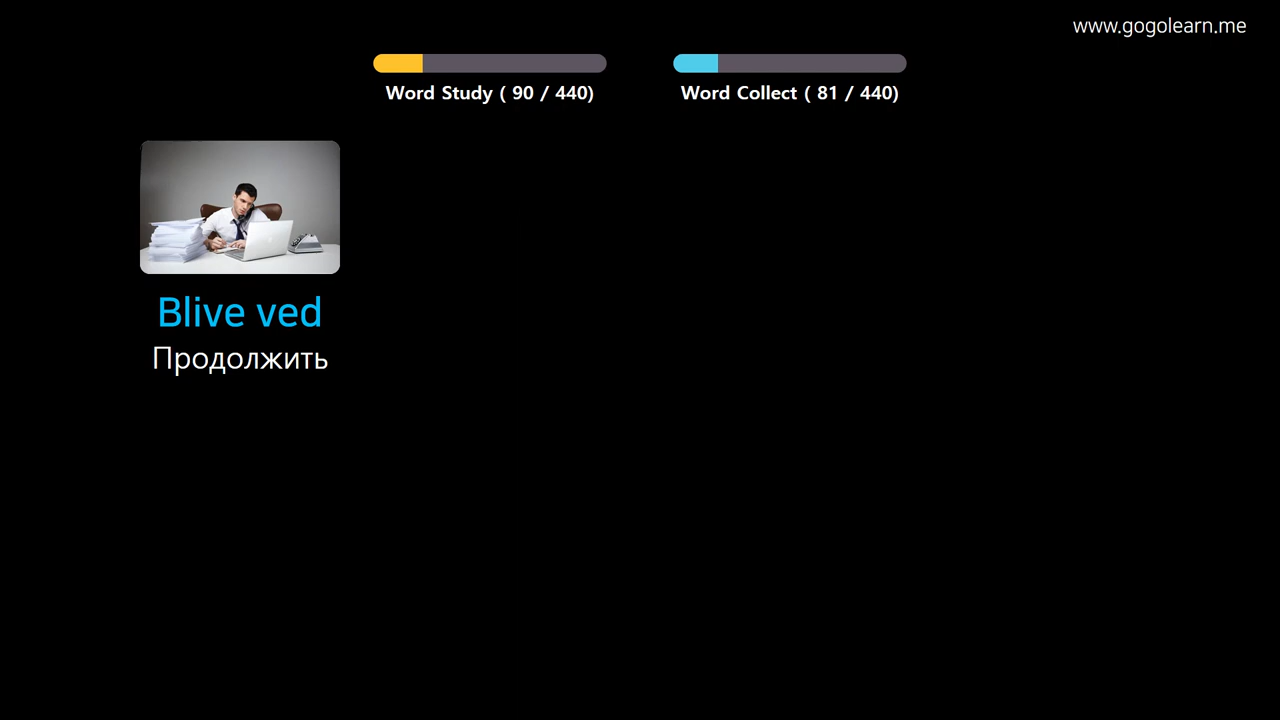 www.gogolearn.me
Word Study ( 90 / 440)
Word Collect ( 81 / 440)
Blive ved
Продолжить